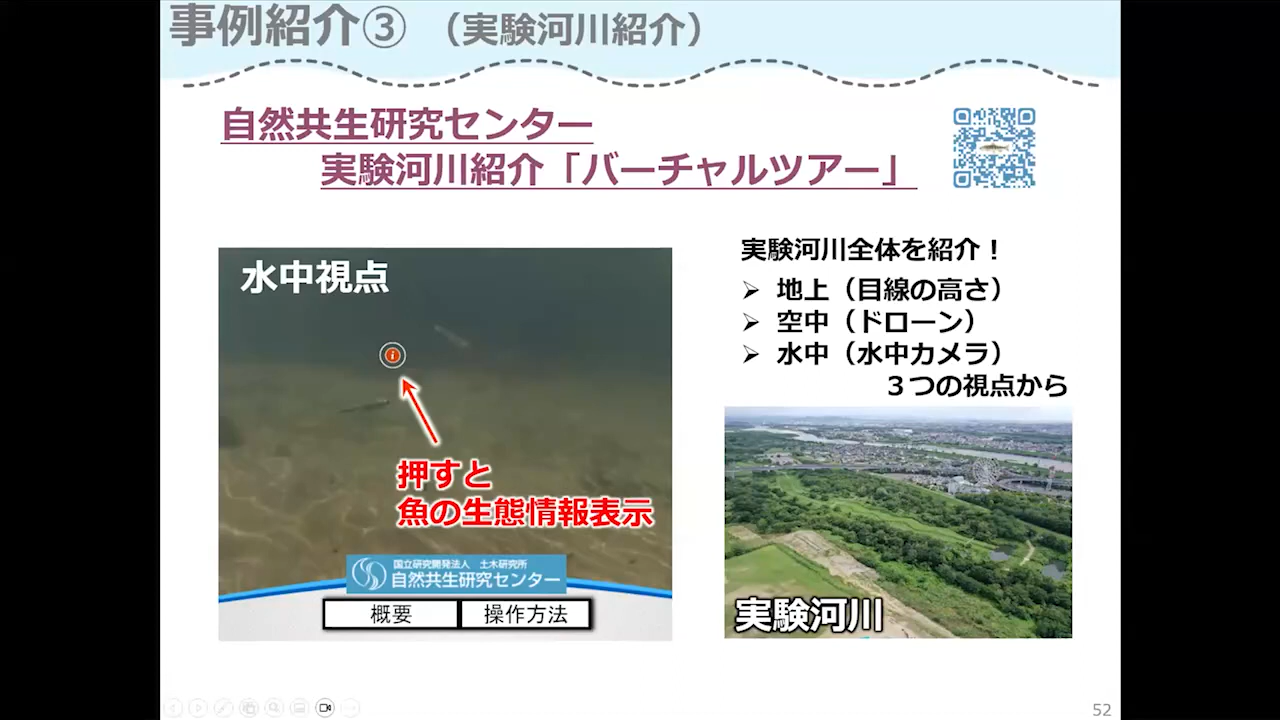 事例紹介③ （実験河川紹介）
自然共生研究センター
実験河川紹介「バーチャルツアー」
水中視点
i
押すと
魚の生態情報表示
国立研究開発法人 土木研究所
自然共生研究センター
概要
操作方法
実験河川全体を紹介！
➢ 地上（目線の高さ）
➢ 空中（ドローン）
➢ 水中（水中カメラ）
３つの視点から
実験河川
52